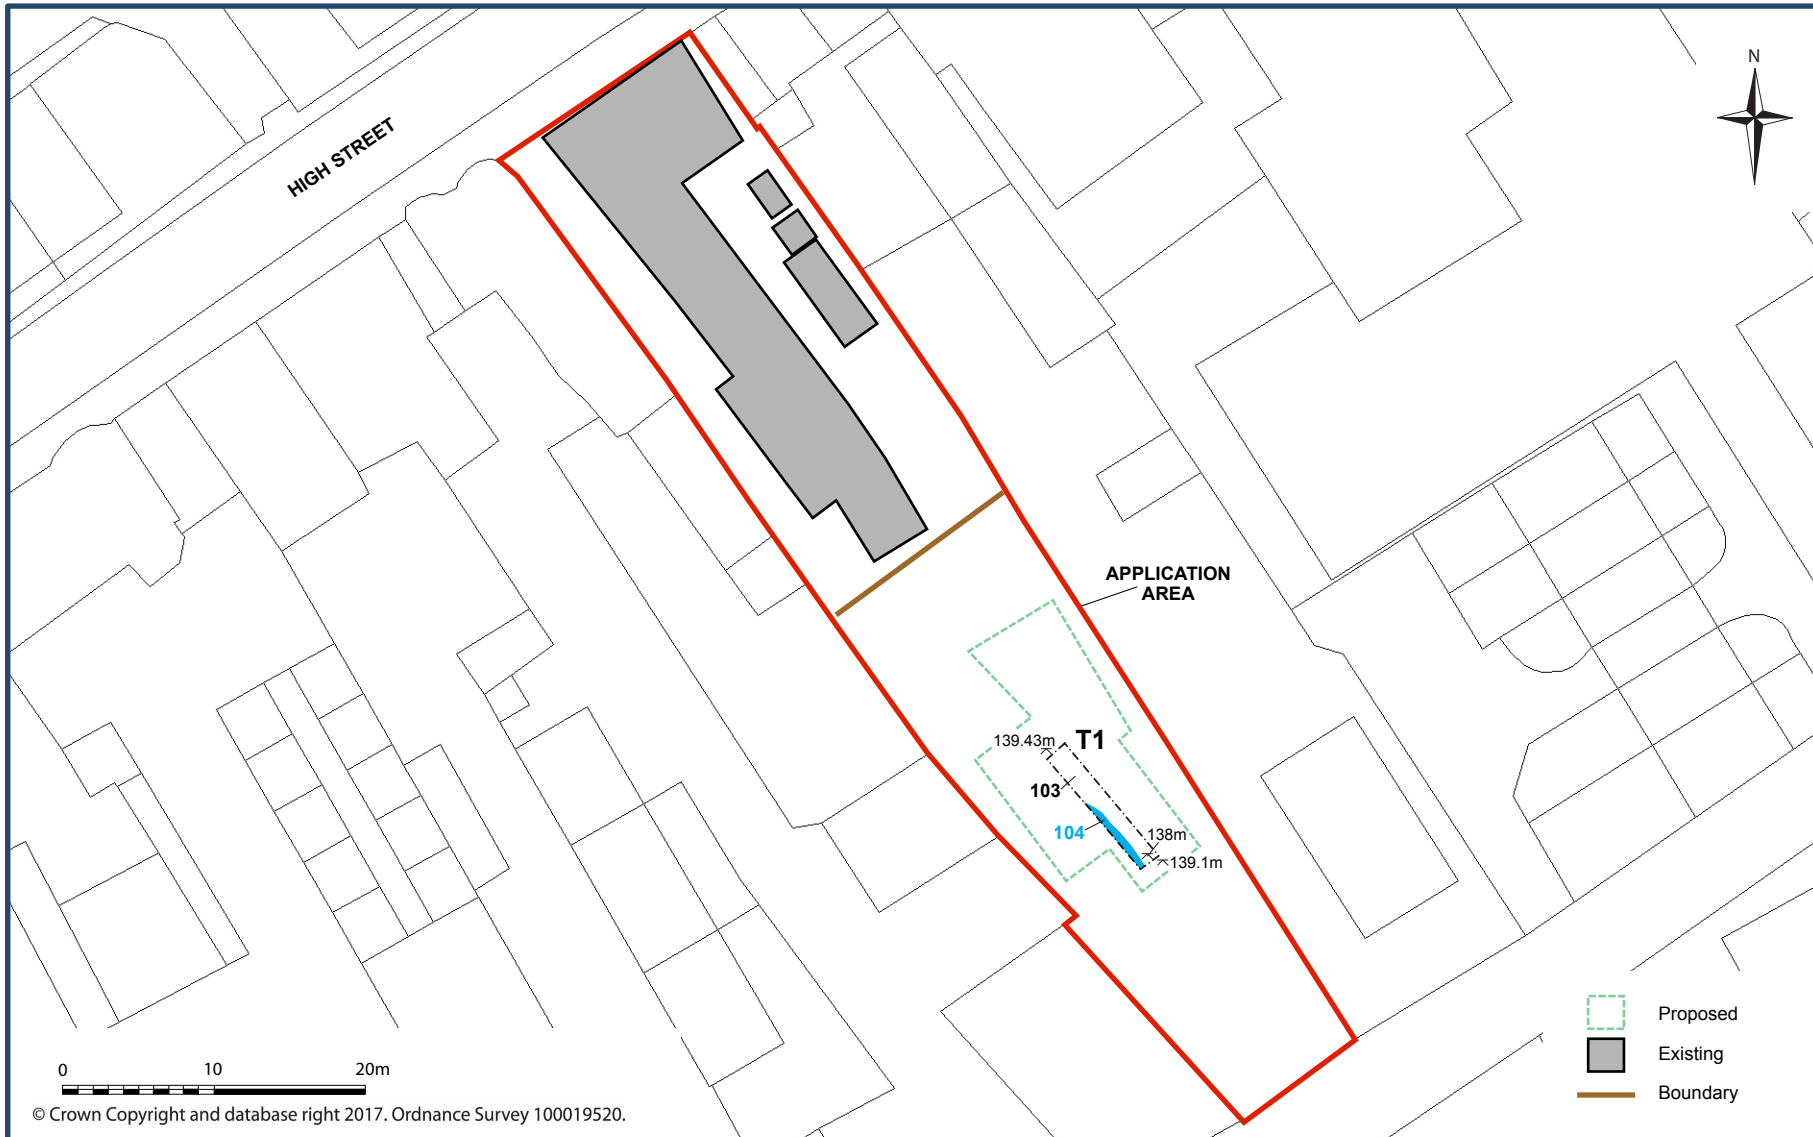 N
HIGH STREET
APPLICATION
AREA
T1
139.43m
103
104
138m
139.1m
Proposed
Existing
Boundary
0 10 20m
© Crown Copyright and database right 2017. Ordnance Survey 100019520.